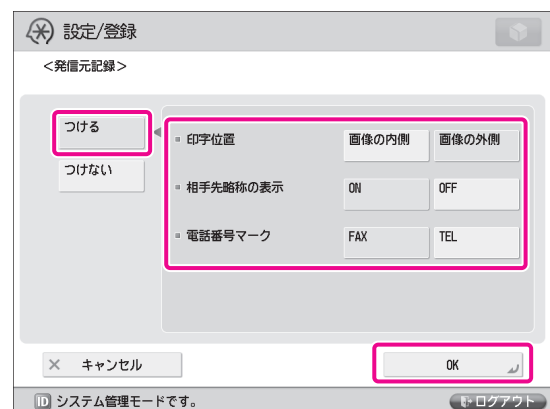 設定/登録
<発信元記録>
つける
つけない
印字位置 画像の内側 画像の外側
相手先略称の表示 ON OFF
電話番号マーク FAX TEL
× キャンセル OK
ID システム管理モードです。 ログアウト